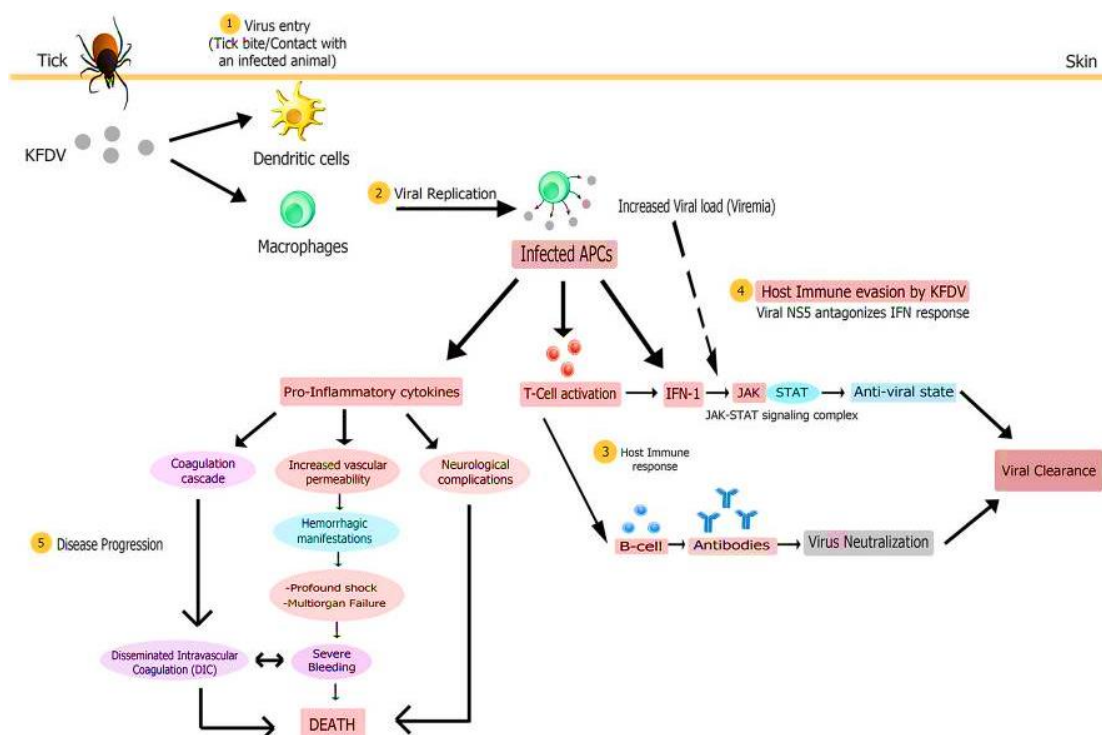 1 Virus entry
(Tick bite/Contact with
an infected animal)
Tick
Skin
KFDV
Dendritic cells
Macrophages
2 Viral Replication
Infected APCs
Increased Viral load (Viremia)
4 Host Immune evasion by KFDV
Viral NS5 antagonizes IFN response
Pro-Inflammatory cytokines
T-Cell activation
IFN-1
JAK
STAT
JAK-STAT signaling complex
Anti-viral state
3 Host Immune
response
Viral Clearance
B-cell
Antibodies
Virus Neutralization
Coagulation
cascade
Increased vascular
permeability
Neurological
complications
Hemorrhagic
manifestations
5 Disease Progression
-Profound shock
-Multiorgan Failure
Disseminated Intravascular
Coagulation (DIC)
Severe
Bleeding
DEATH